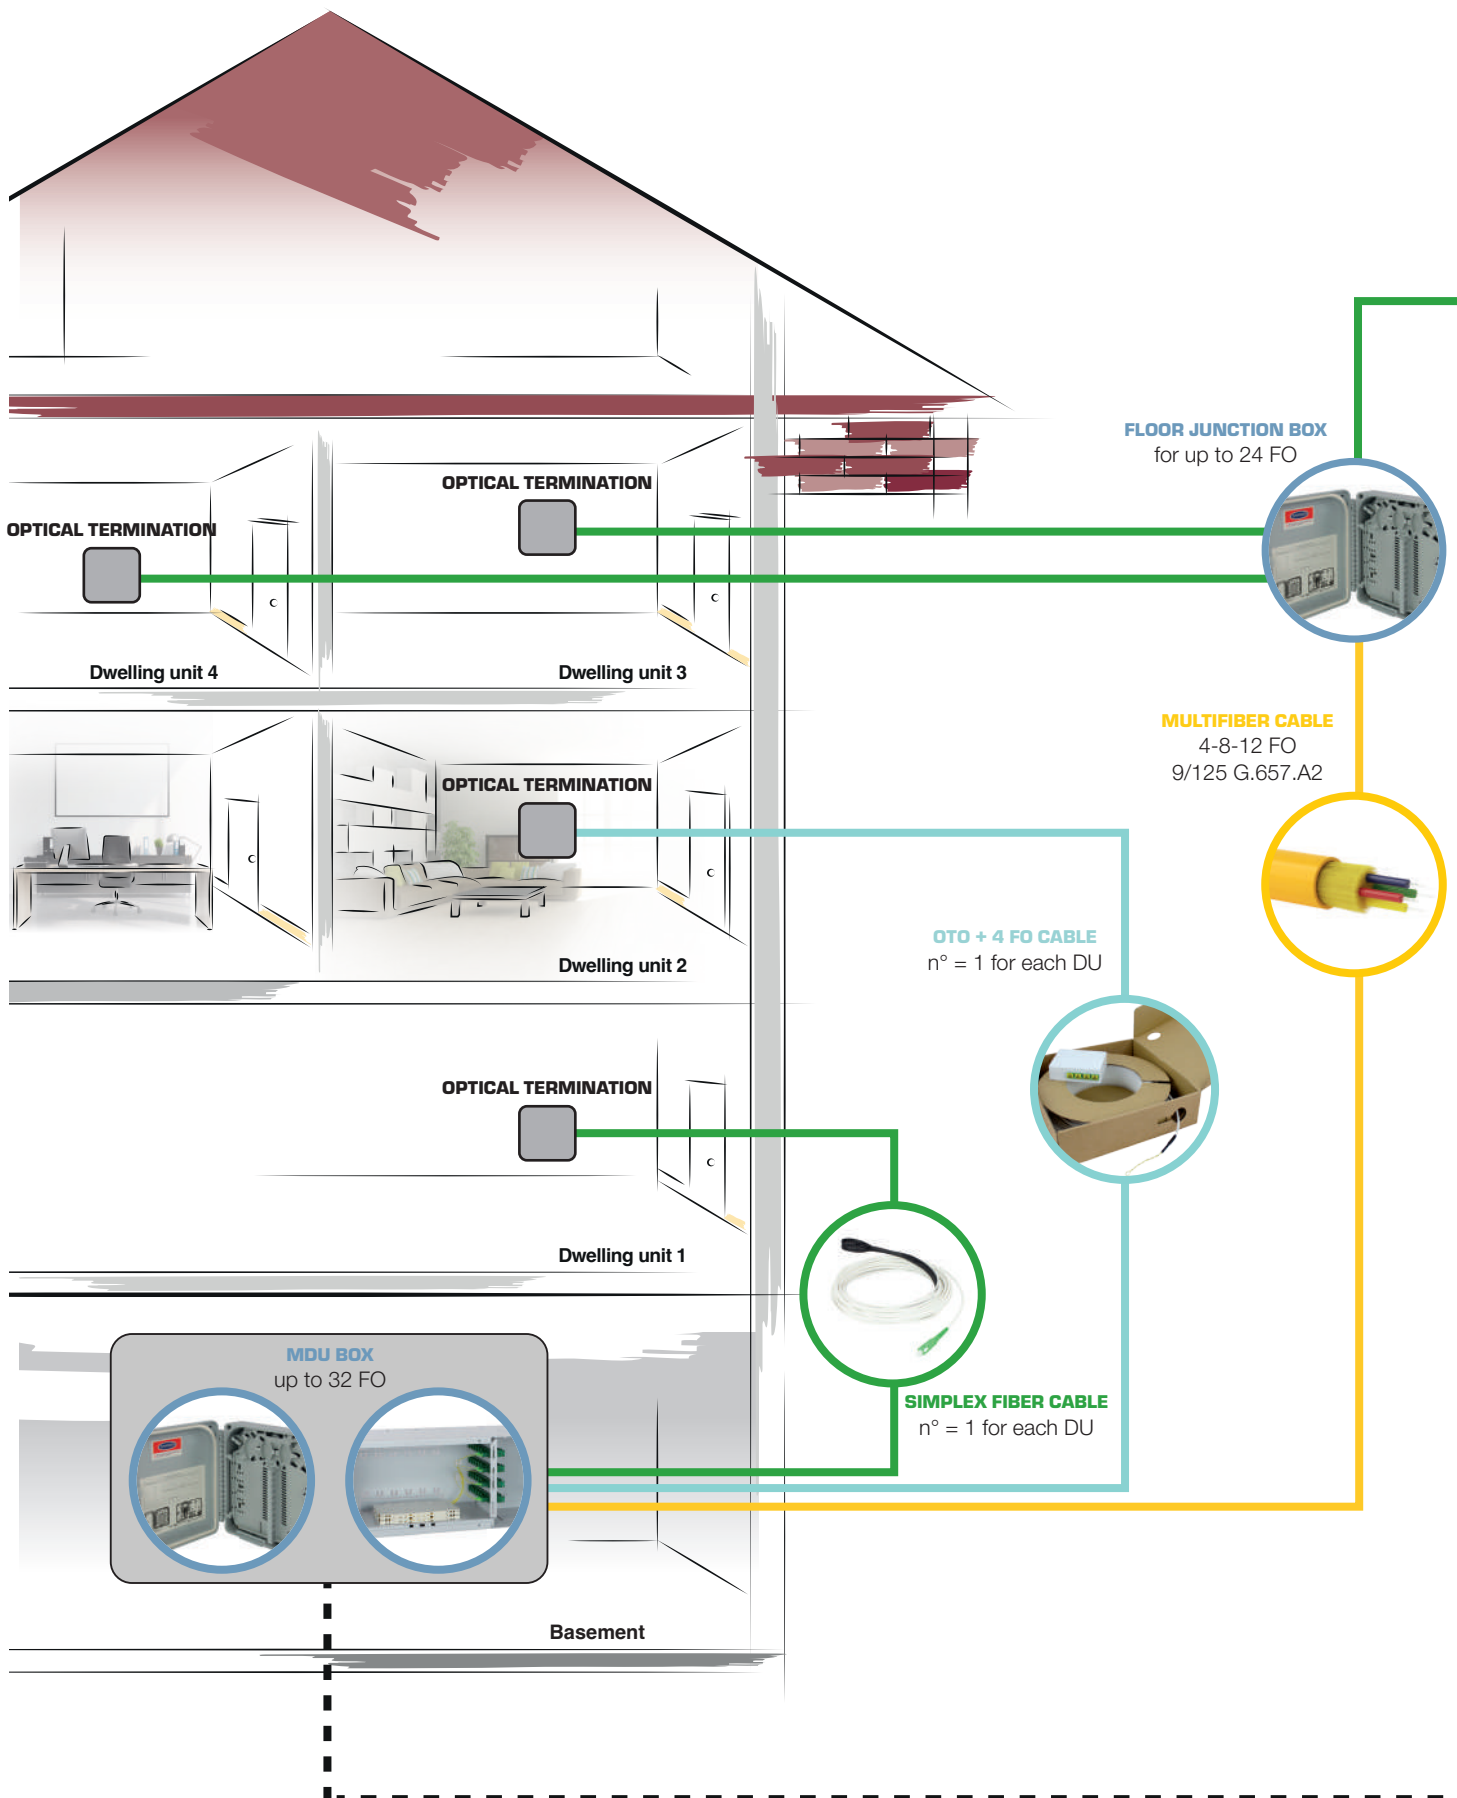 FLOOR JUNCTION BOX
for up to 24 FO
OPTICAL TERMINATION
OPTICAL TERMINATION
Dwelling unit 4
Dwelling unit 3
MULTIFIBER CABLE
4-8-12 FO
9/125 G.657.A2
OPTICAL TERMINATION
OTO + 4 FO CABLE
n° = 1 for each DU
Dwelling unit 2
OPTICAL TERMINATION
Dwelling unit 1
MDU BOX
up to 32 FO
SIMPLEX FIBER CABLE
n° = 1 for each DU
Basement